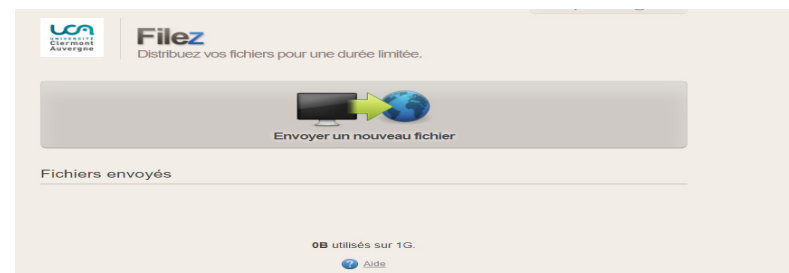 UCA
UNIVERSITÉ
Clermont
Auvergne
Filez
Distribuez vos fichiers pour une durée limitée.
Envoyer un nouveau fichier
Fichiers envoyés
0B utilisés sur 1G.
? Aide